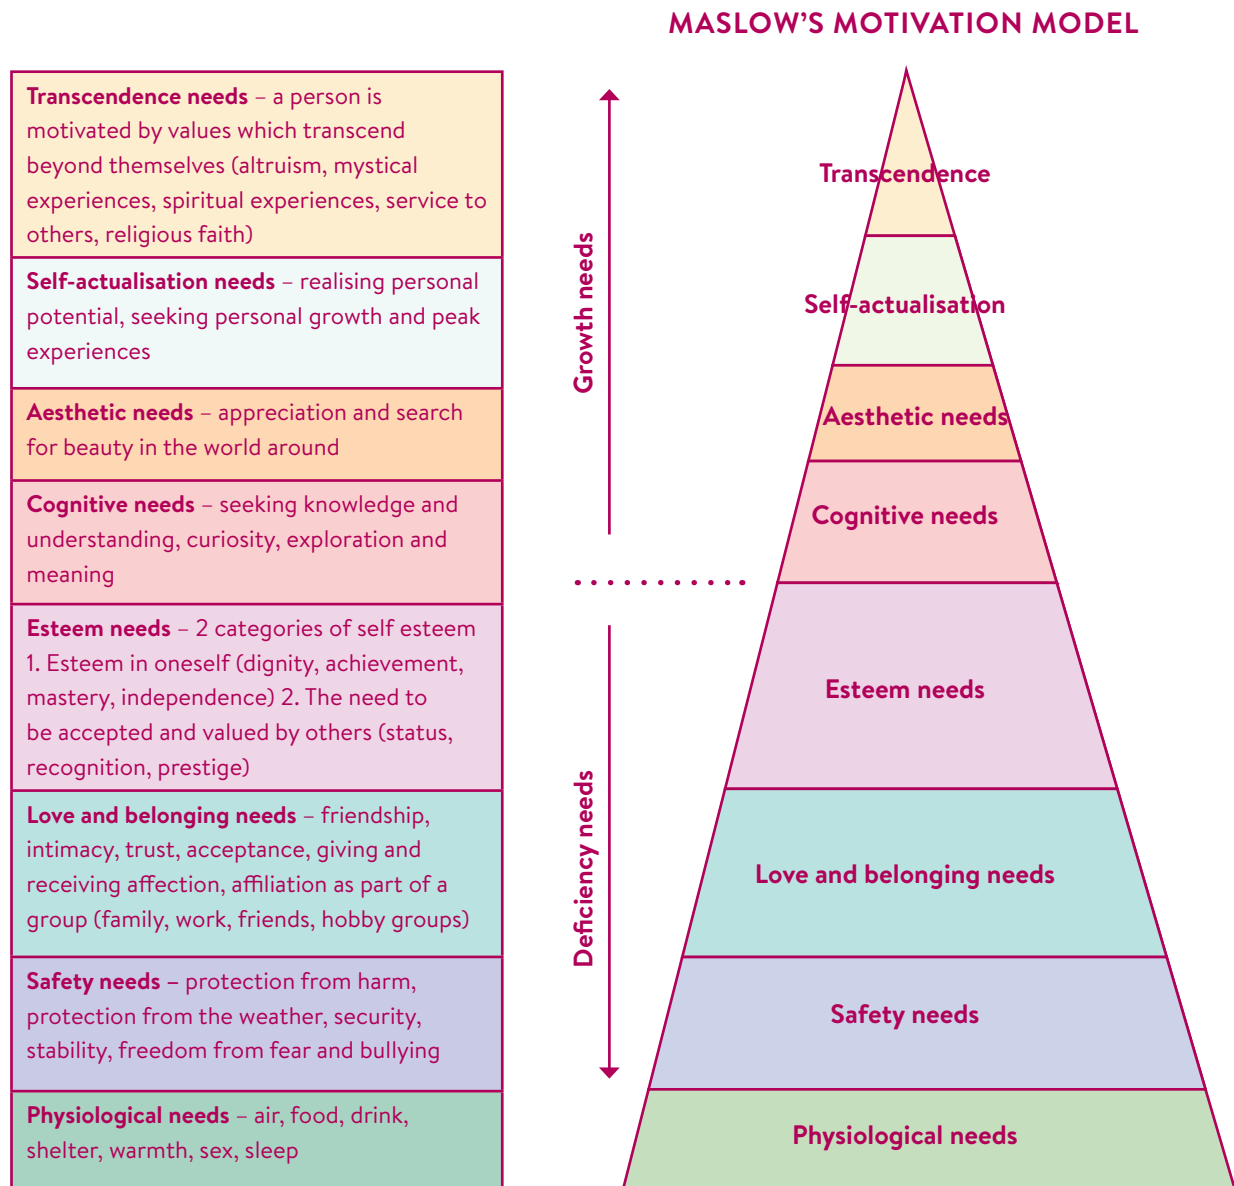 MASLOW'S MOTIVATION MODEL
Transcendence needs – a person is
motivated by values which transcend
beyond themselves (altruism, mystical
experiences, spiritual experiences, service to
others, religious faith)
Self-actualisation needs – realising personal
potential, seeking personal growth and peak
experiences
Aesthetic needs – appreciation and search
for beauty in the world around
Cognitive needs – seeking knowledge and
understanding, curiosity, exploration and
meaning
Esteem needs – 2 categories of self esteem
1. Esteem in oneself (dignity, achievement,
mastery, independence) 2. The need to
be accepted and valued by others (status,
recognition, prestige)
Love and belonging needs – friendship,
intimacy, trust, acceptance, giving and
receiving affection, affiliation as part of a
group (family, work, friends, hobby groups)
Safety needs – protection from harm,
protection from the weather, security,
stability, freedom from fear and bullying
Physiological needs – air, food, drink,
shelter, warmth, sex, sleep
Growth needs
Deficiency needs
Transcendence
Self-actualisation
Aesthetic needs
Cognitive needs
Esteem needs
Love and belonging needs
Safety needs
Physiological needs